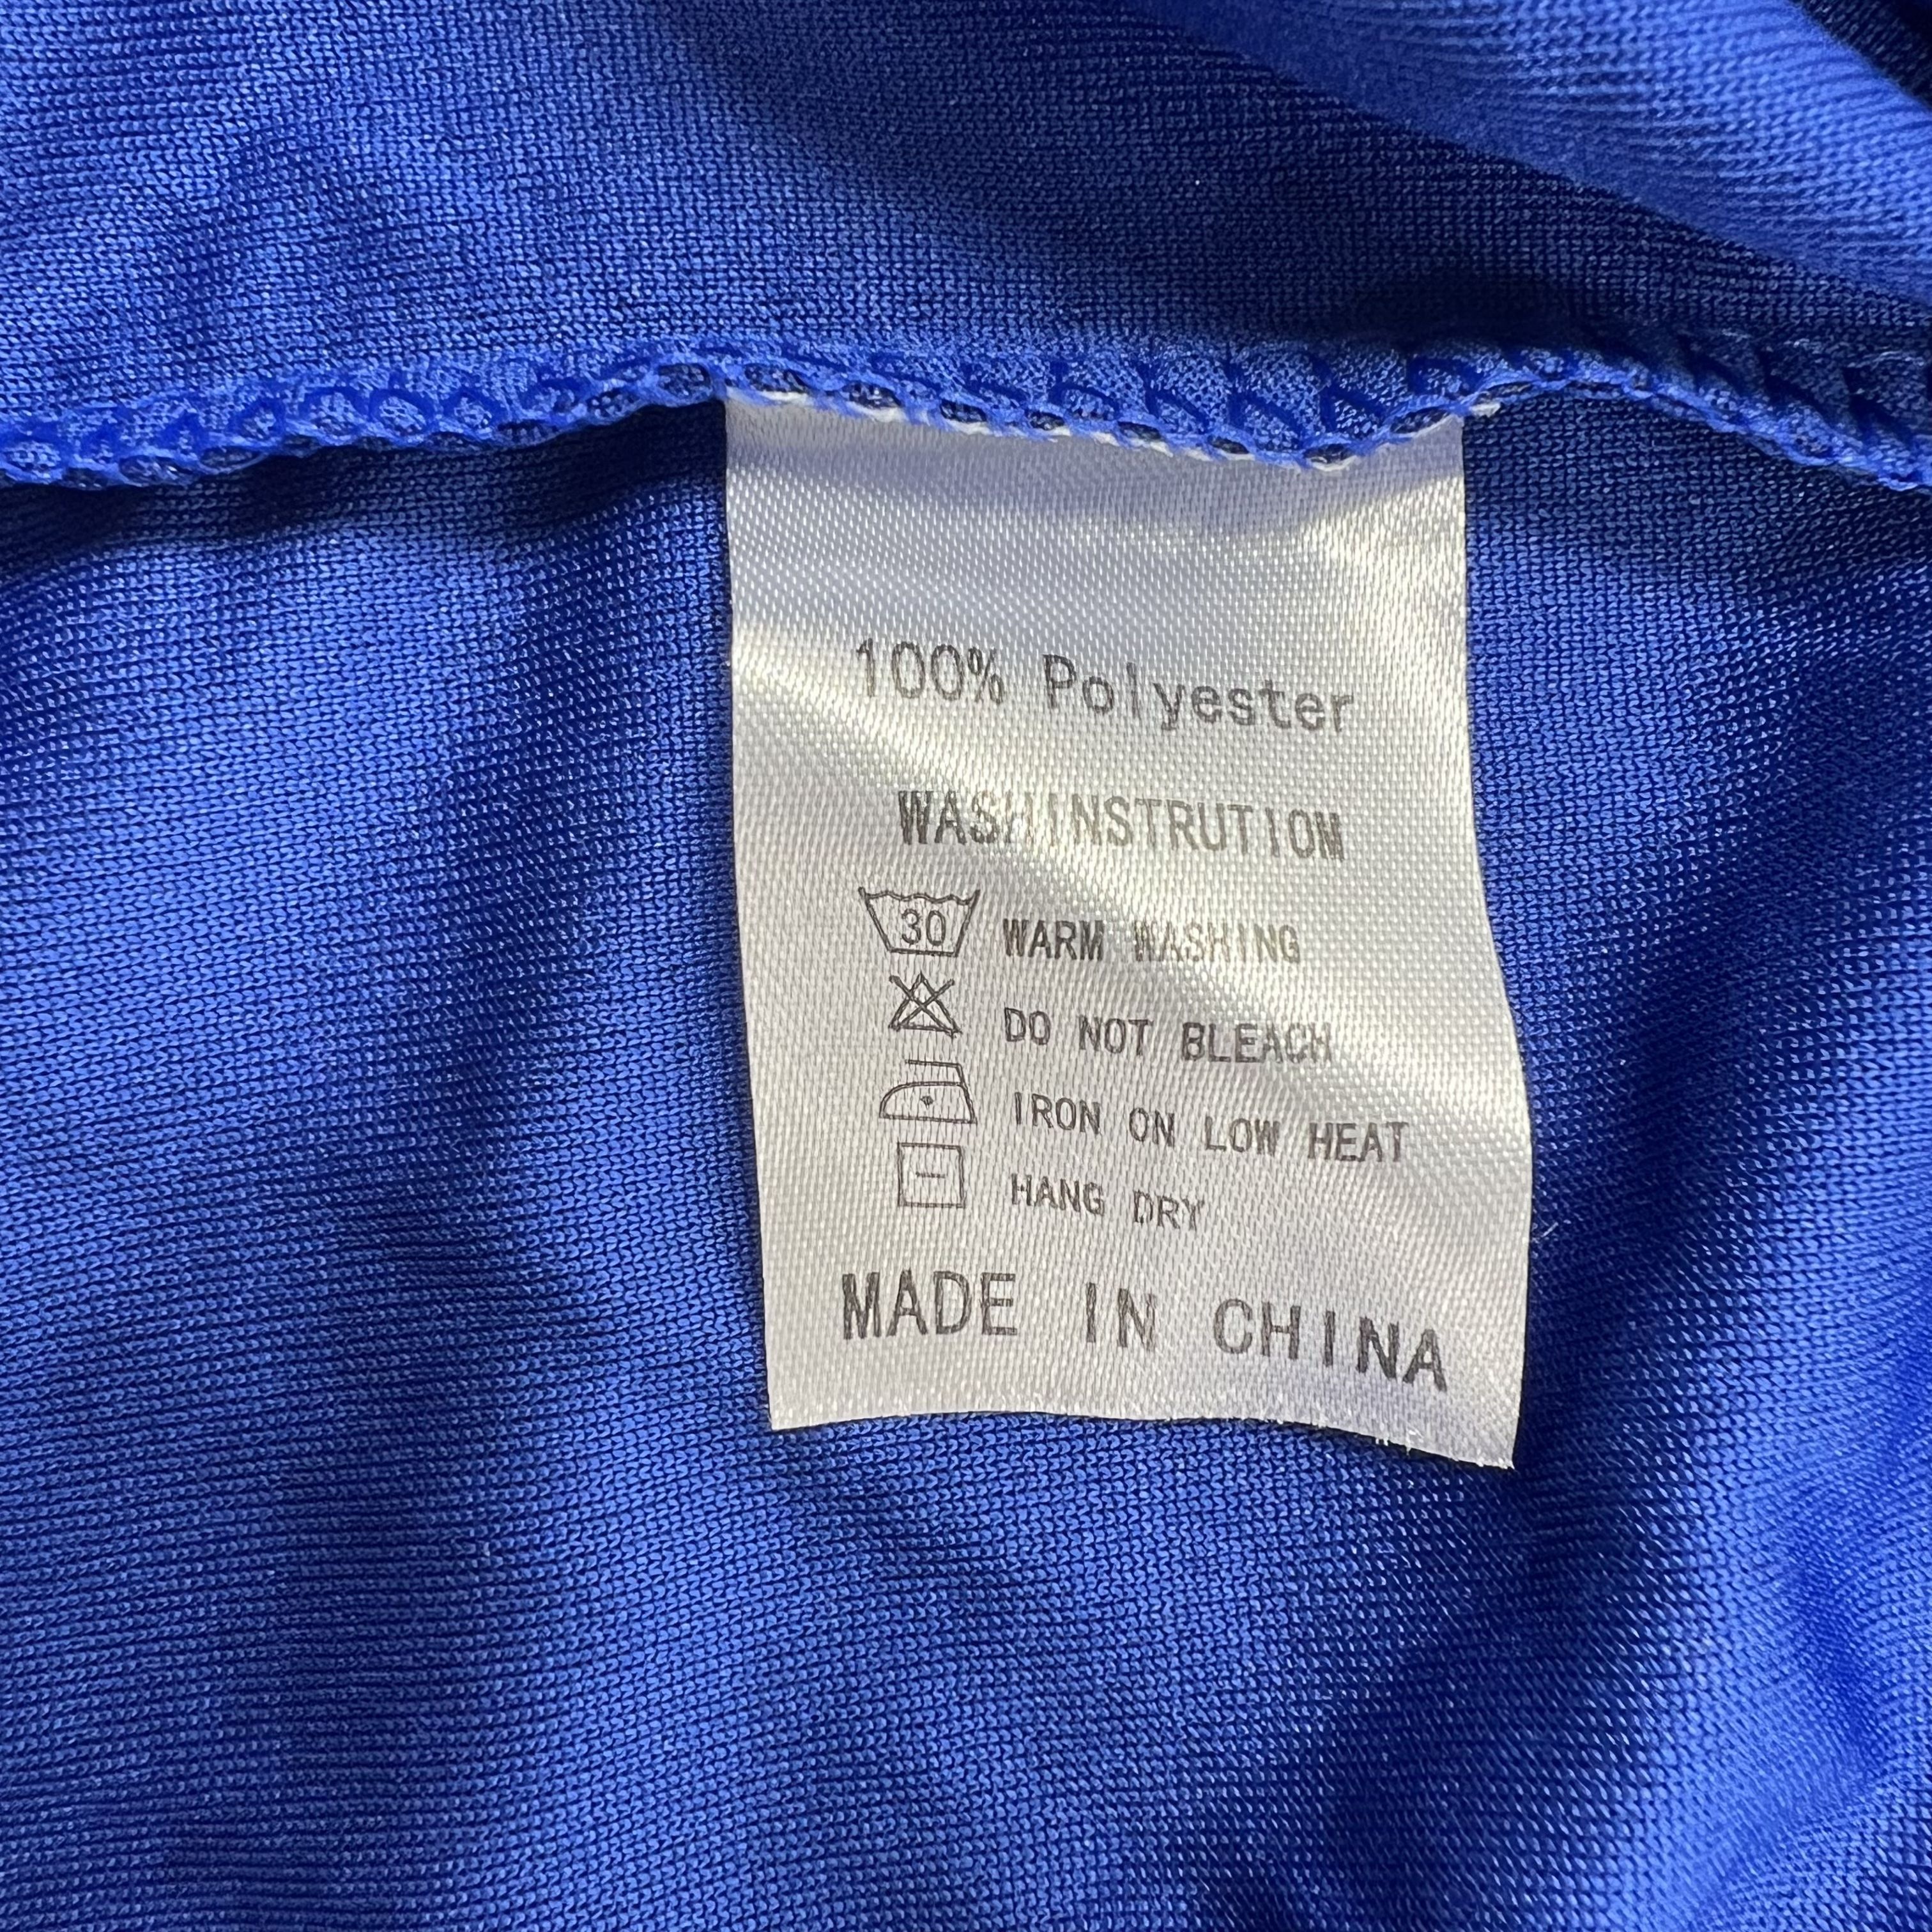 100% Polyester
WASHINSTRUTION
30 WARM WASHING
DO NOT BLEACH
IRON ON LOW HEAT
HANG DRY
MADE IN CHINA